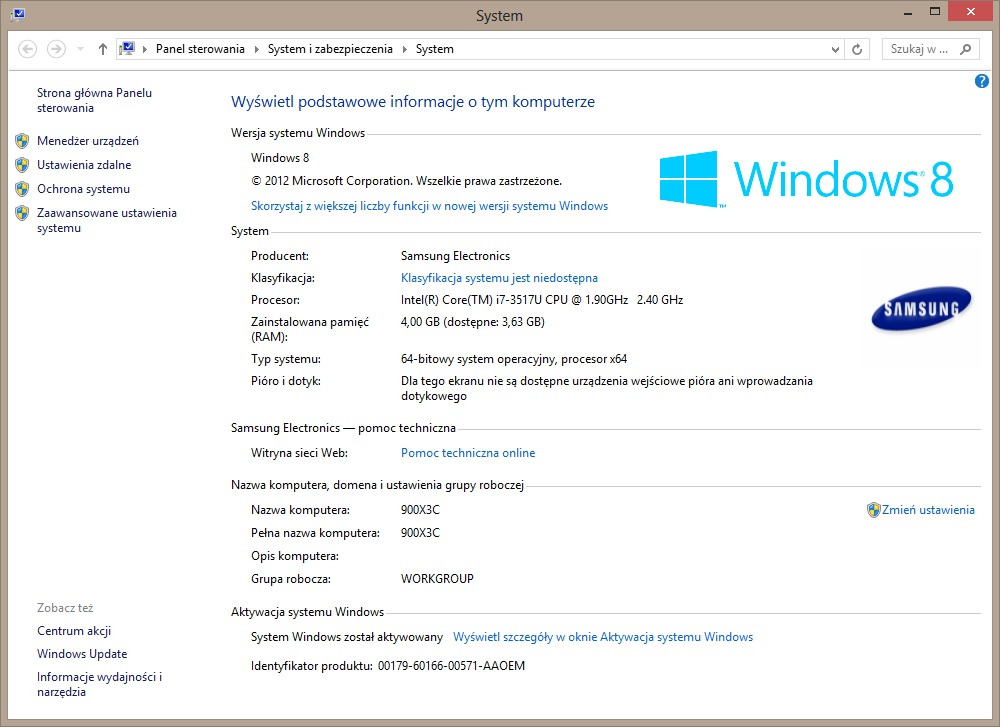 System
Panel sterowania System i zabezpieczenia System
Szukaj w ...
Strona główna Panelu
sterowania
Menedżer urządzeń
Ustawienia zdalne
Ochrona systemu
Zaawansowane ustawienia
systemu
Wyświetl podstawowe informacje o tym komputerze
Wersja systemu Windows
Windows 8
© 2012 Microsoft Corporation. Wszelkie prawa zastrzeżone.
Skorzystaj z większej liczby funkcji w nowej wersji systemu Windows
Windows® 8
System
Producent: Samsung Electronics
Klasyfikacja: Klasyfikacja systemu jest niedostępna
Procesor: Intel(R) Core(TM) i7-3517U CPU @ 1.90GHz 2.40 GHz
Zainstalowana pamięć 4,00 GB (dostępne: 3,63 GB)
(RAM):
Typ systemu: 64-bitowy system operacyjny, procesor x64
Pióro i dotyk: Dla tego ekranu nie są dostępne urządzenia wejściowe pióra ani wprowadzania
dotykowego
SAMSUNG
Samsung Electronics — pomoc techniczna
Witryna sieci Web: Pomoc techniczna online
Nazwa komputera, domena i ustawienia grupy roboczej
Nazwa komputera: 900X3C
Zmień ustawienia
Pełna nazwa komputera: 900X3C
Opis komputera:
Grupa robocza: WORKGROUP
Aktywacja systemu Windows
System Windows został aktywowany Wyświetl szczegóły w oknie Aktywacja systemu Windows
Identyfikator produktu: 00179-60166-00571-AAOEM
Zobacz też
Centrum akcji
Windows Update
Informacje wydajności i
narzędzia